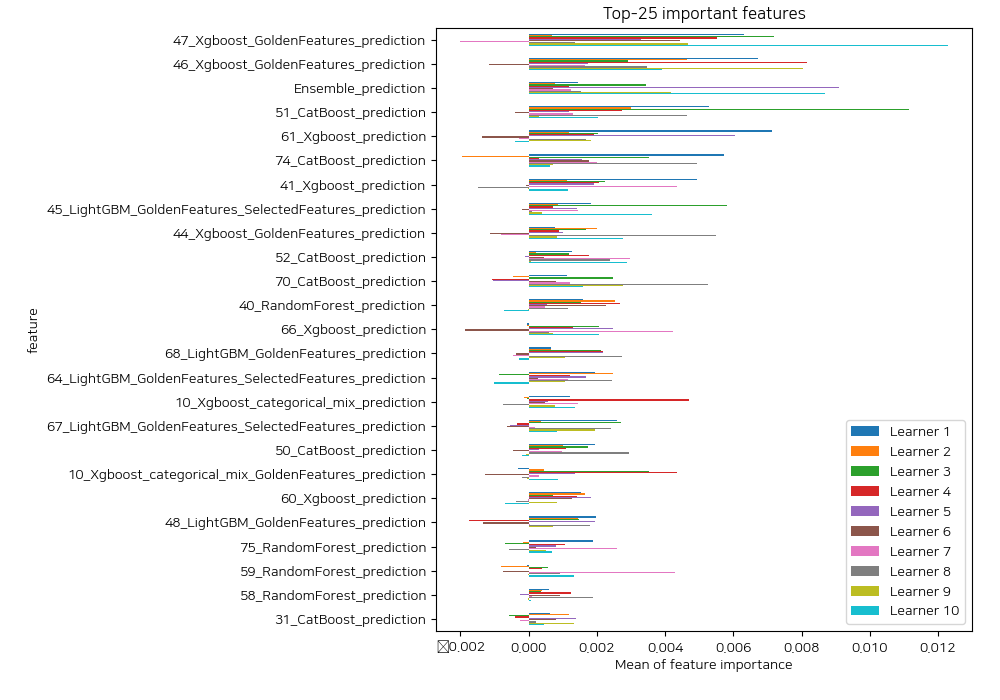 Top-25 important features
47_Xgboost_GoldenFeatures_prediction
46_Xgboost_GoldenFeatures_prediction
Ensemble_prediction
51_CatBoost_prediction
61_Xgboost_prediction
74_CatBoost_prediction
41_Xgboost_prediction
45_LightGBM_GoldenFeatures_SelectedFeatures_prediction
44_Xgboost_GoldenFeatures_prediction
52_CatBoost_prediction
70_CatBoost_prediction
40_RandomForest_prediction
66_Xgboost_prediction
68_LightGBM_GoldenFeatures_prediction
64_LightGBM_GoldenFeatures_SelectedFeatures_prediction
10_Xgboost_categorical_mix_prediction
67_LightGBM_GoldenFeatures_SelectedFeatures_prediction
50_CatBoost_prediction
10_Xgboost_categorical_mix_GoldenFeatures_prediction
60_Xgboost_prediction
48_LightGBM_GoldenFeatures_prediction
75_RandomForest_prediction
59_RandomForest_prediction
58_RandomForest_prediction
31_CatBoost_prediction
feature
Learner 1
Learner 2
Learner 3
Learner 4
Learner 5
Learner 6
Learner 7
Learner 8
Learner 9
Learner 10
0.002 0.000 0.002 0.004 0.006 0.008 0.010 0.012
Mean of feature importance